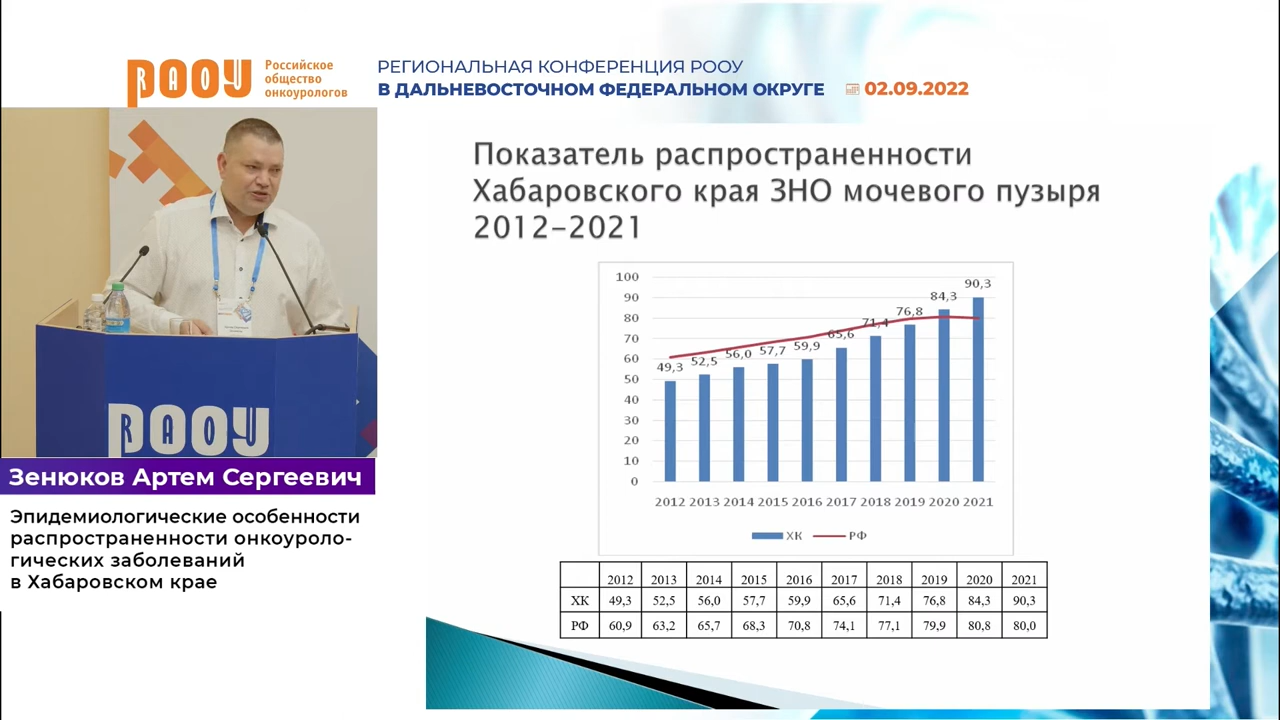 RAOU
Российское
общество
онкоурологов
РЕГИОНАЛЬНАЯ КОНФЕРЕНЦИЯ РООУ
В ДАЛЬНЕВОСТОЧНОМ ФЕДЕРАЛЬНОМ ОКРУГЕ 02.09.2022
РООУ
RAOU
Зенюков Артем Сергеевич
Эпидемиологические особенности
распространенности онкоуроло-
гических заболеваний
в Хабаровском крае
Показатель распространенности
Хабаровского края ЗНО мочевого пузыря
2012-2021
100
90
80
70
60
50
40
30
20
10
0
49,3 52,5 56,0 57,7 59,9 65,6 71,4 76,8 84,3 90,3
2012 2013 2014 2015 2016 2017 2018 2019 2020 2021
ХК РФ
2012 2013 2014 2015 2016 2017 2018 2019 2020 2021
ХК 49,3 52,5 56,0 57,7 59,9 65,6 71,4 76,8 84,3 90,3
РФ 60,9 63,2 65,7 68,3 70,8 74,1 77,1 79,9 80,8 80,0